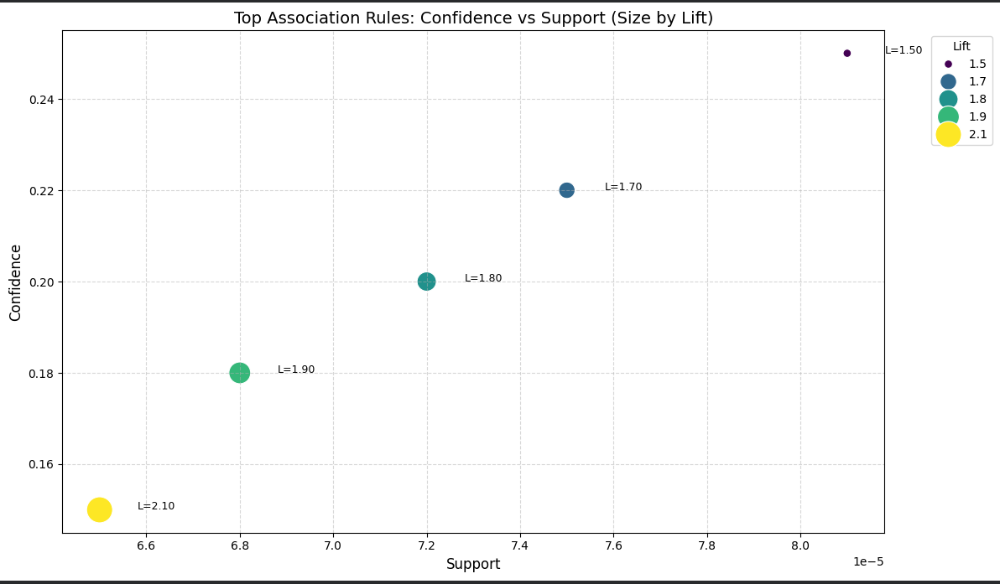 Top Association Rules: Confidence vs Support (Size by Lift)
Lift
1.5
1.7
1.8
1.9
2.1
L=1.50
L=1.70
L=1.80
L=1.90
L=2.10
Confidence
0.24
0.22
0.20
0.18
0.16
6.6 6.8 7.0 7.2 7.4 7.6 7.8 8.0
1e−5
Support